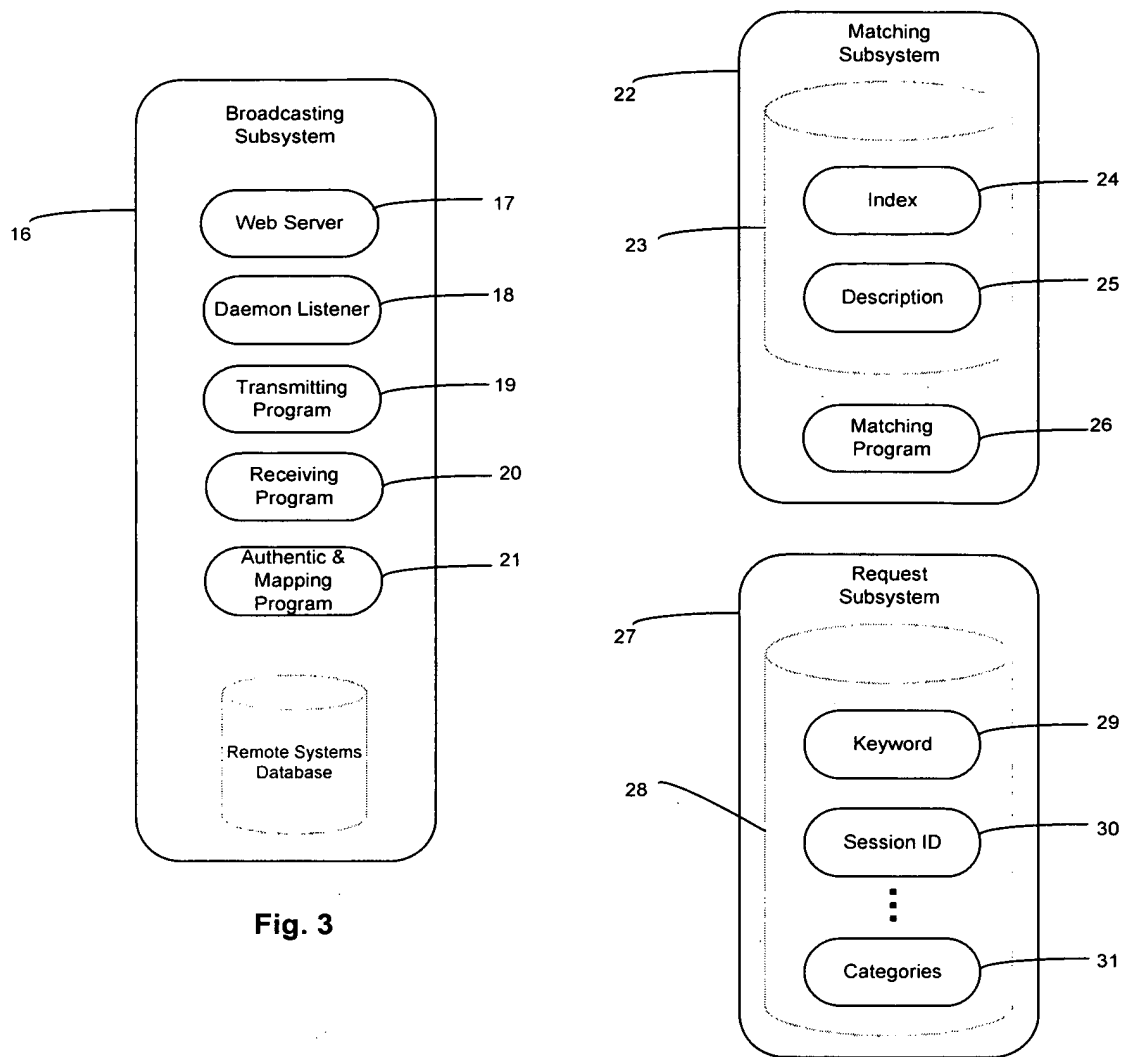 Broadcasting
Subsystem
16
Web Server
17
Daemon Listener
18
Transmitting
Program
19
Receiving
Program
20
Authentic &
Mapping
Program
21
Remote Systems
Database
Fig. 3
Matching
Subsystem
22
23
Index
24
Description
25
Matching
Program
26
Request
Subsystem
27
28
Keyword
29
Session ID
30
Categories
31